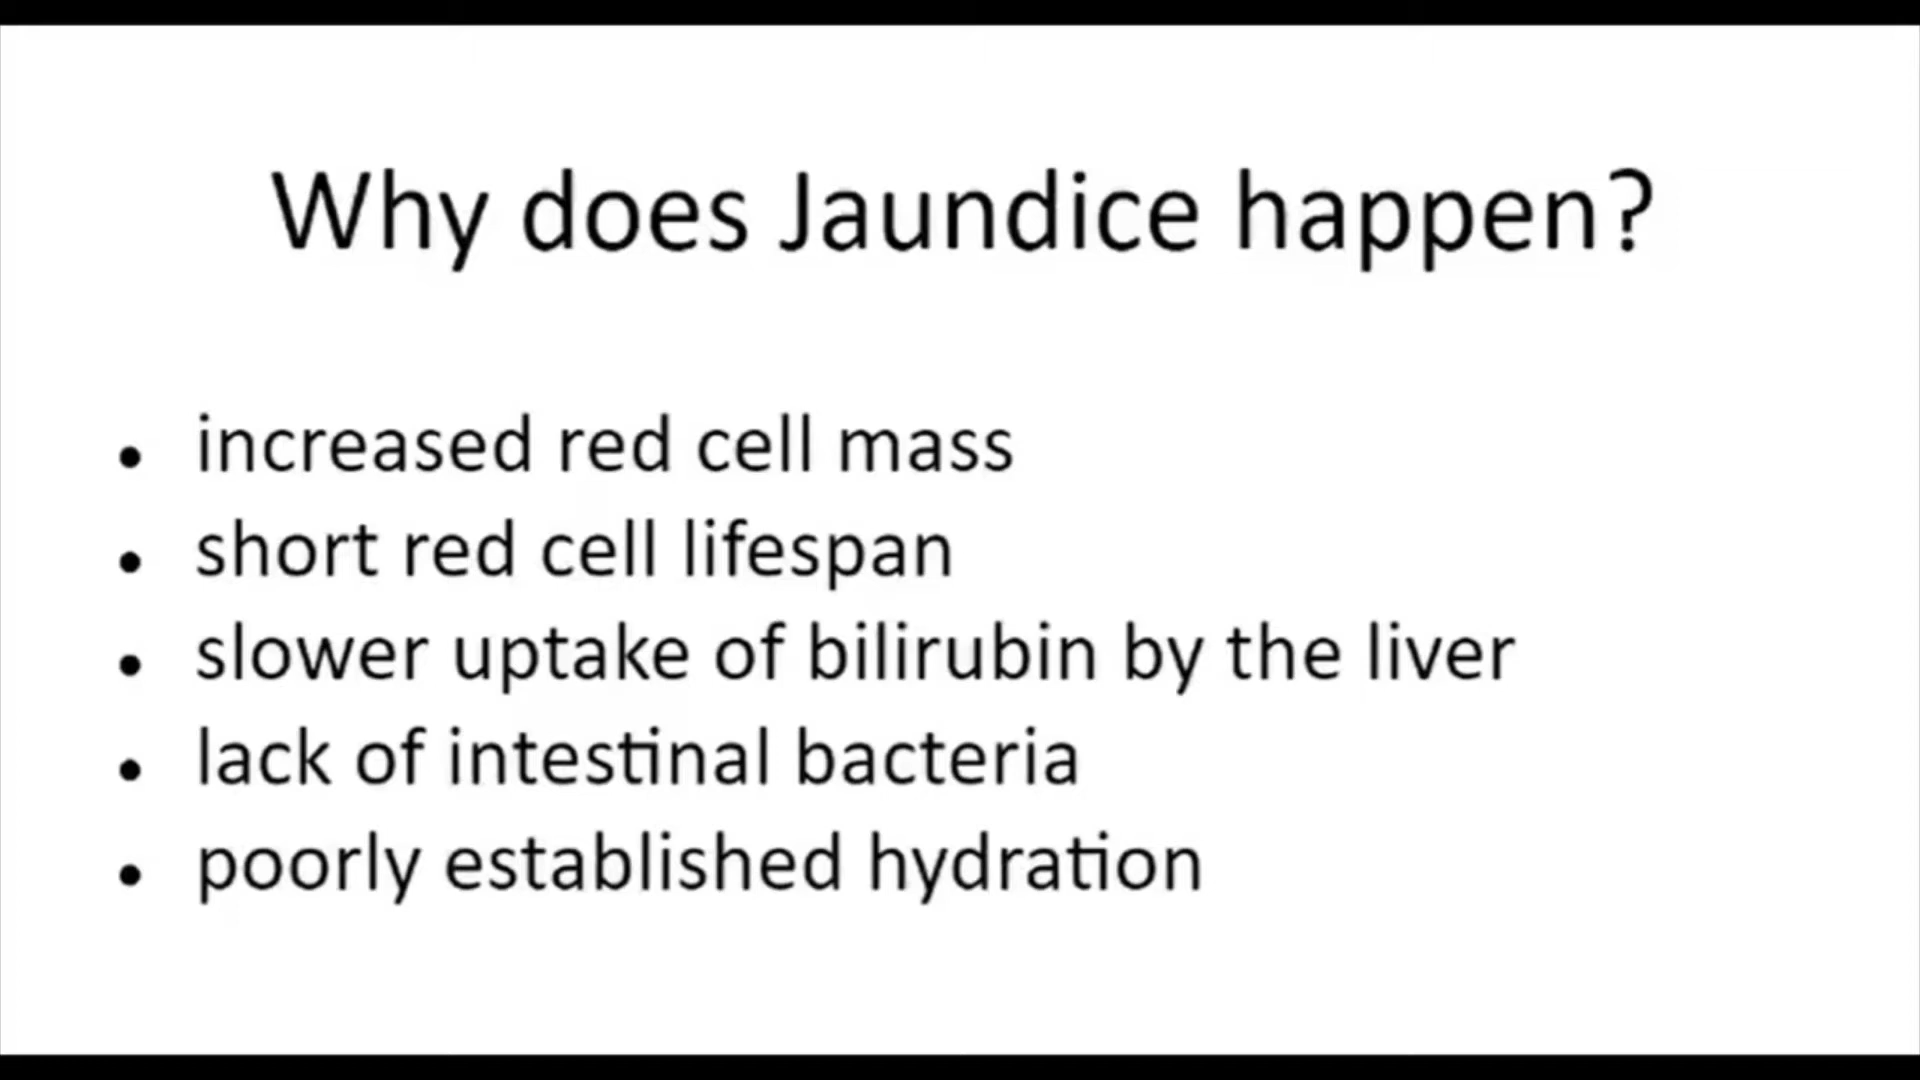 Why does Jaundice happen?
• increased red cell mass
• short red cell lifespan
• slower uptake of bilirubin by the liver
• lack of intestinal bacteria
• poorly established hydration